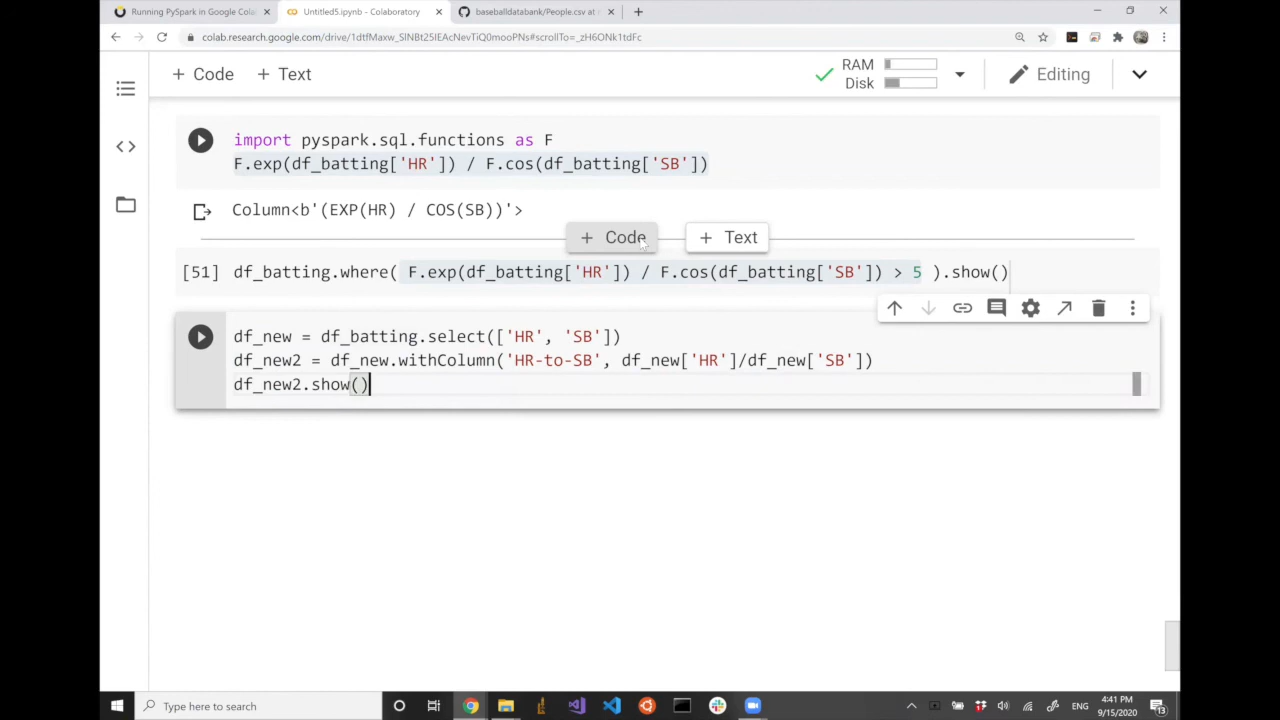 Running PySpark in Google Cola
Untitled5.ipynb - Colaboratory
baseballdatabank/People.csv at
colab.research.google.com/drive/1dtfMaxw_SlNBt25IEAcNevTiQ0mooPNs#scrollTo=_zH6ONk1tdFc
+ Code + Text
RAM
Disk
Editing
import pyspark.sql.functions as F
F.exp(df_batting['HR']) / F.cos(df_batting['SB'])
Column<b'(EXP(HR) / COS(SB))'>
+ Code + Text
[51] df_batting.where( F.exp(df_batting['HR']) / F.cos(df_batting['SB']) > 5 ).show()
df_new = df_batting.select(['HR', 'SB'])
df_new2 = df_new.withColumn('HR-to-SB', df_new['HR']/df_new['SB'])
df_new2.show()
Type here to search
ENG
4:41 PM
9/15/2020
13